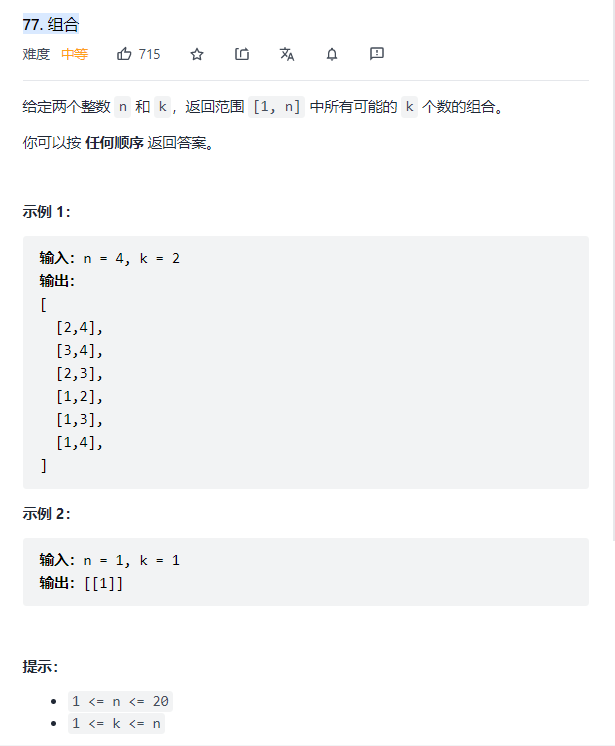 77. 组合
难度 中等 715
给定两个整数 n 和 k，返回范围 [1, n] 中所有可能的 k 个数的组合。
你可以按 任何顺序 返回答案。
示例 1：
输入：n = 4, k = 2
输出：
[
[2,4],
[3,4],
[2,3],
[1,2],
[1,3],
[1,4],
]
示例 2：
输入：n = 1, k = 1
输出：[[1]]
提示：
1 <= n <= 20
1 <= k <= n